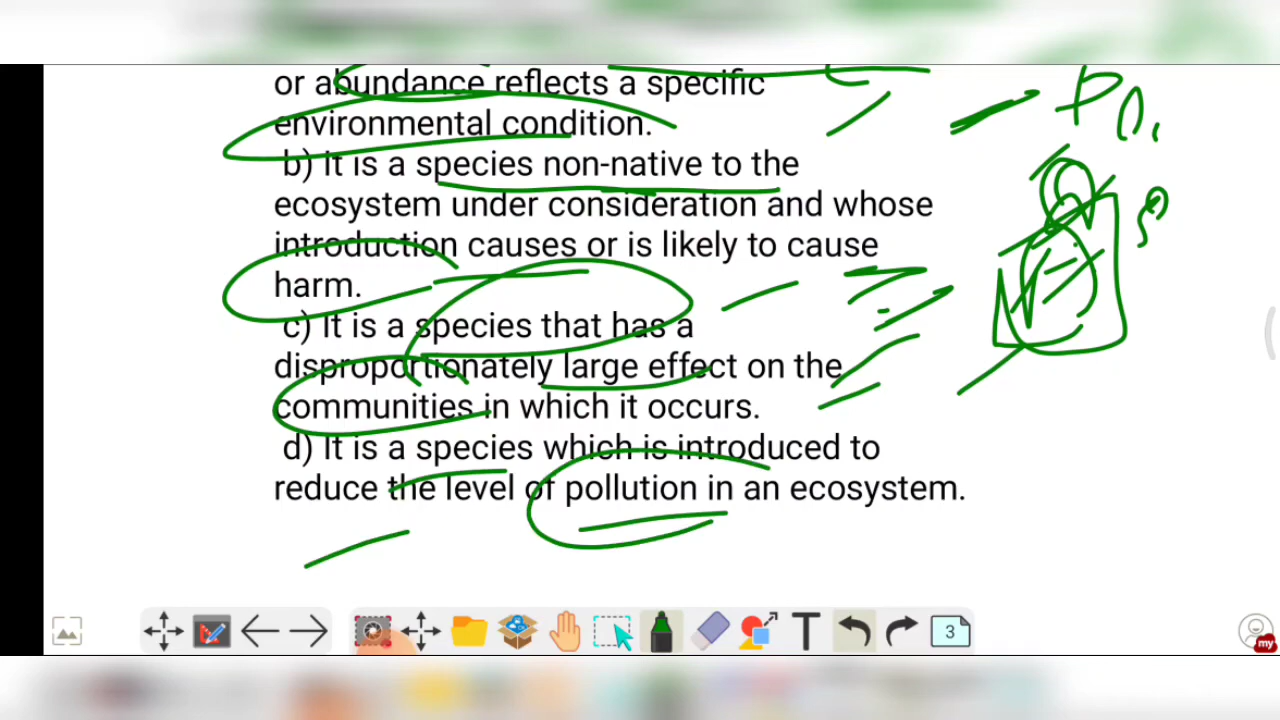 or abundance reflects a specific
environmental condition.
b) It is a species non-native to the
ecosystem under consideration and whose
introduction causes or is likely to cause
harm.
c) It is a species that has a
disproportionately large effect on the
communities in which it occurs.
d) It is a species which is introduced to
reduce the level of pollution in an ecosystem.
T
3
my